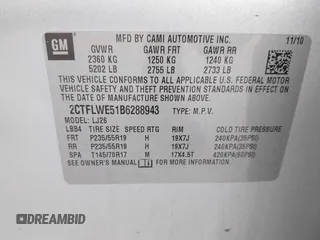 GM
MFD BY CAMI AUTOMOTIVE INC. 11/10
GVWR GAWR FRT GAWR RR
2360 KG 1250 KG 1240 KG
5202 LB 2755 LB 2733 LB
THIS VEHICLE CONFORMS TO ALL APPLICABLE U.S. FEDERAL MOTOR
VEHICLE SAFETY AND THEFT PREVENTION STANDARDS IN EFFECT ON
THE DATE OF MANUFACTURE SHOWN ABOVE.
2CTFLWE51B6288943 TYPE: M.P.V.
MODEL: LJ26
LBB4 TIRE SIZE SPEED RTG RIM COLD TIRE PRESSURE
FRT P235/55R19 H 19X7J 240KPA(35PSI)
RR P235/55R19 H 19X7J 240KPA(35PSI)
SPA T145/70R17 M 17X4.5T 420KPA(60PSI)
SEE OWNER'S MANUAL FOR ADDITIONAL INFORMATION.
DREAMBID